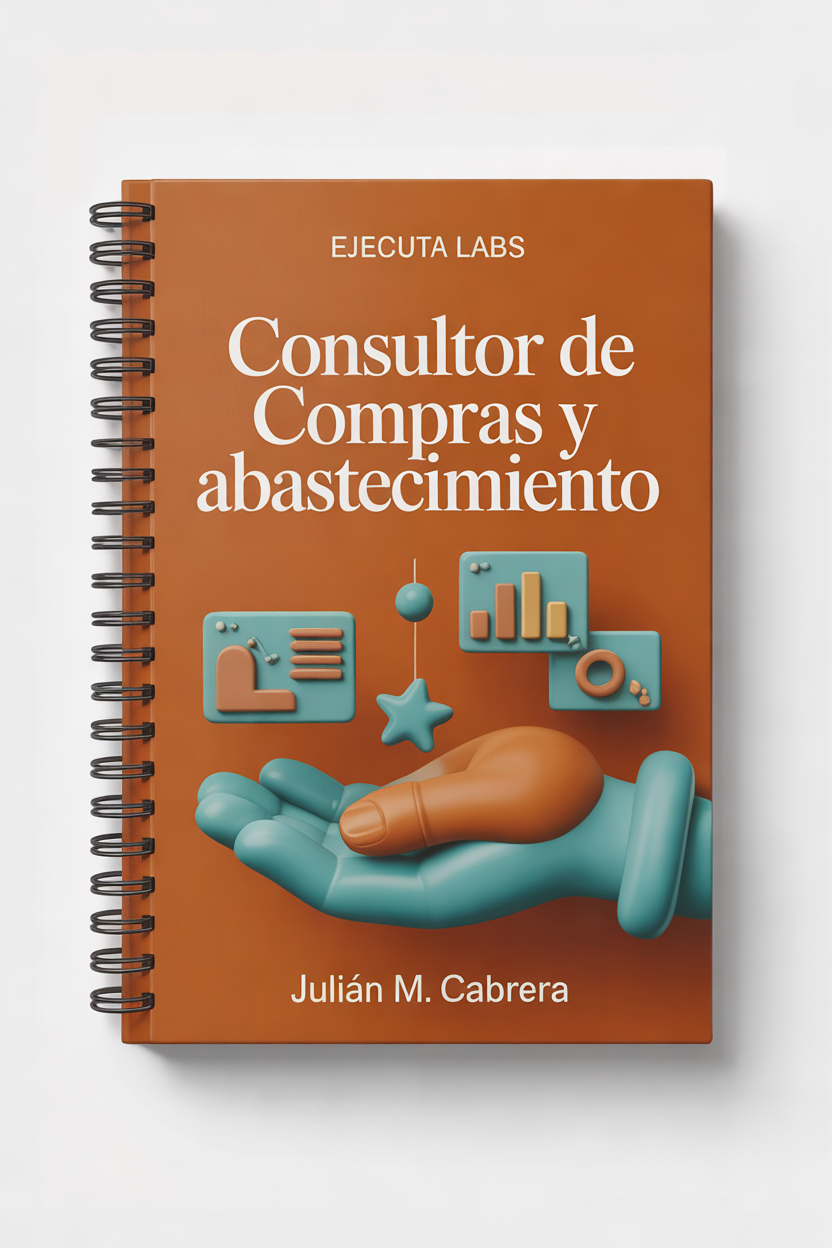 EJECUTA LABS
Consultor de
Compras y
abastecimiento
Julián M. Cabrera